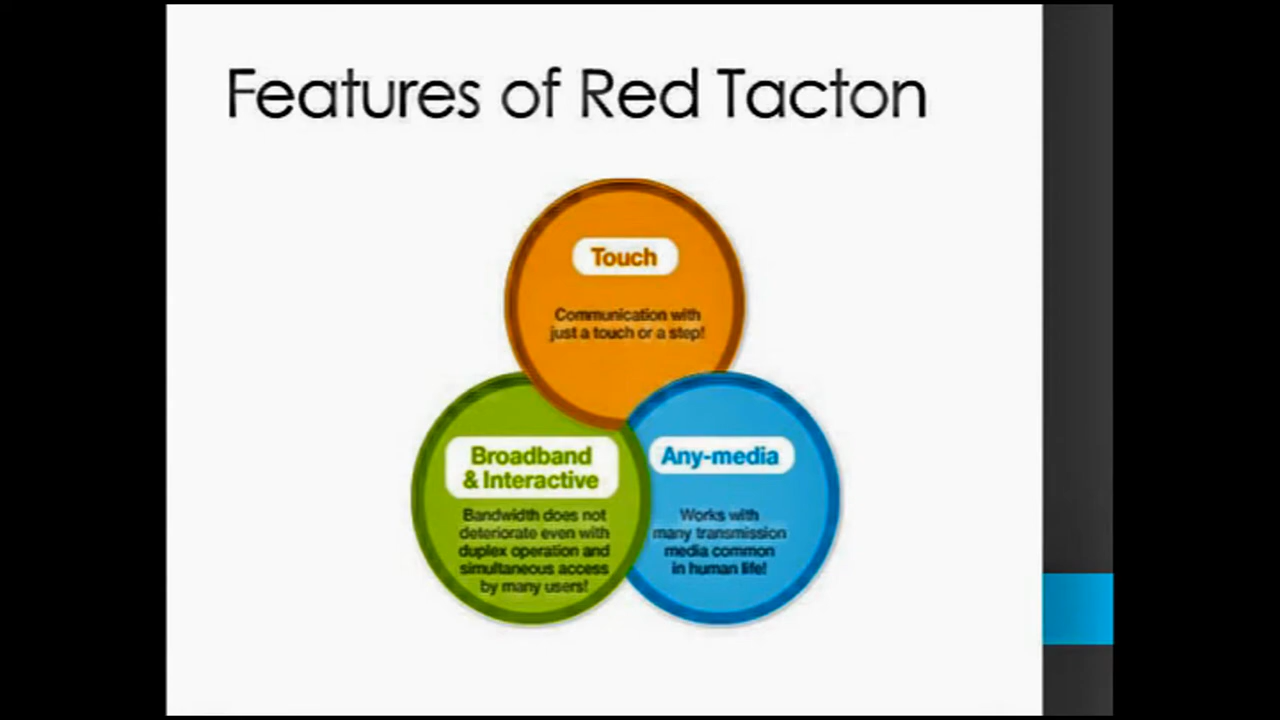 Features of Red Tacton
Touch
Communication with
just a touch or a step!
Broadband
& Interactive
Bandwidth does not
deteriorate even with
duplex operation and
simultaneous access
by many users!
Any-media
Works with
many transmission
media common
in human life!